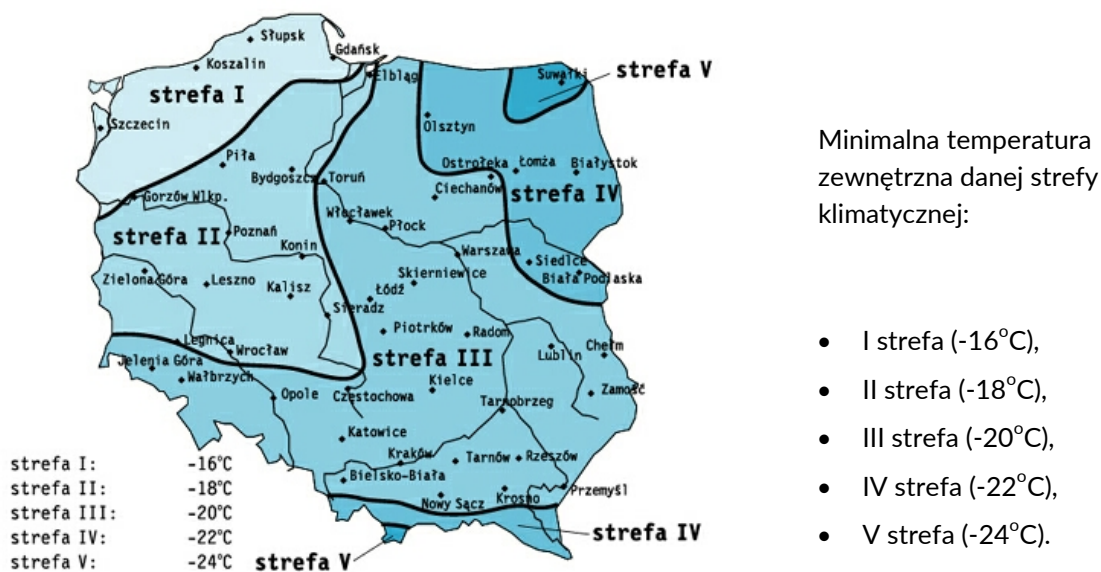 Słupsk
Gdańsk
Koszalin
Elbląg
Suwałki
strefa V
strefa I
Szczecin
Olsztyn
Piła
Ostrołęka
Łomża
Białystok
Bydgoszcz
Toruń
Ciechanów
strefa IV
Gorzów Wlkp.
Włocławek
Płock
strefa II
Poznań
Konin
Warszawa
Siedlce
Biała Podlaska
Zielona Góra
Leszno
Kalisz
Skierniewice
Łódź
Sieradz
Piotrków
Radom
Legnica
Wrocław
strefa III
Lublin
Chełm
Jelenia Góra
Wałbrzych
Opole
Częstochowa
Kielce
Zamość
Tarnobrzeg
Katowice
Kraków
Tarnów
Rzeszów
Bielsko-Biała
Nowy Sącz
Krosno
Przemyśl
strefa IV
strefa V
strefa I: -16°C
strefa II: -18°C
strefa III: -20°C
strefa IV: -22°C
strefa V: -24°C
Minimalna temperatura
zewnętrzna danej strefy
klimatycznej:
• I strefa (-16°C),
• II strefa (-18°C),
• III strefa (-20°C),
• IV strefa (-22°C),
• V strefa (-24°C).